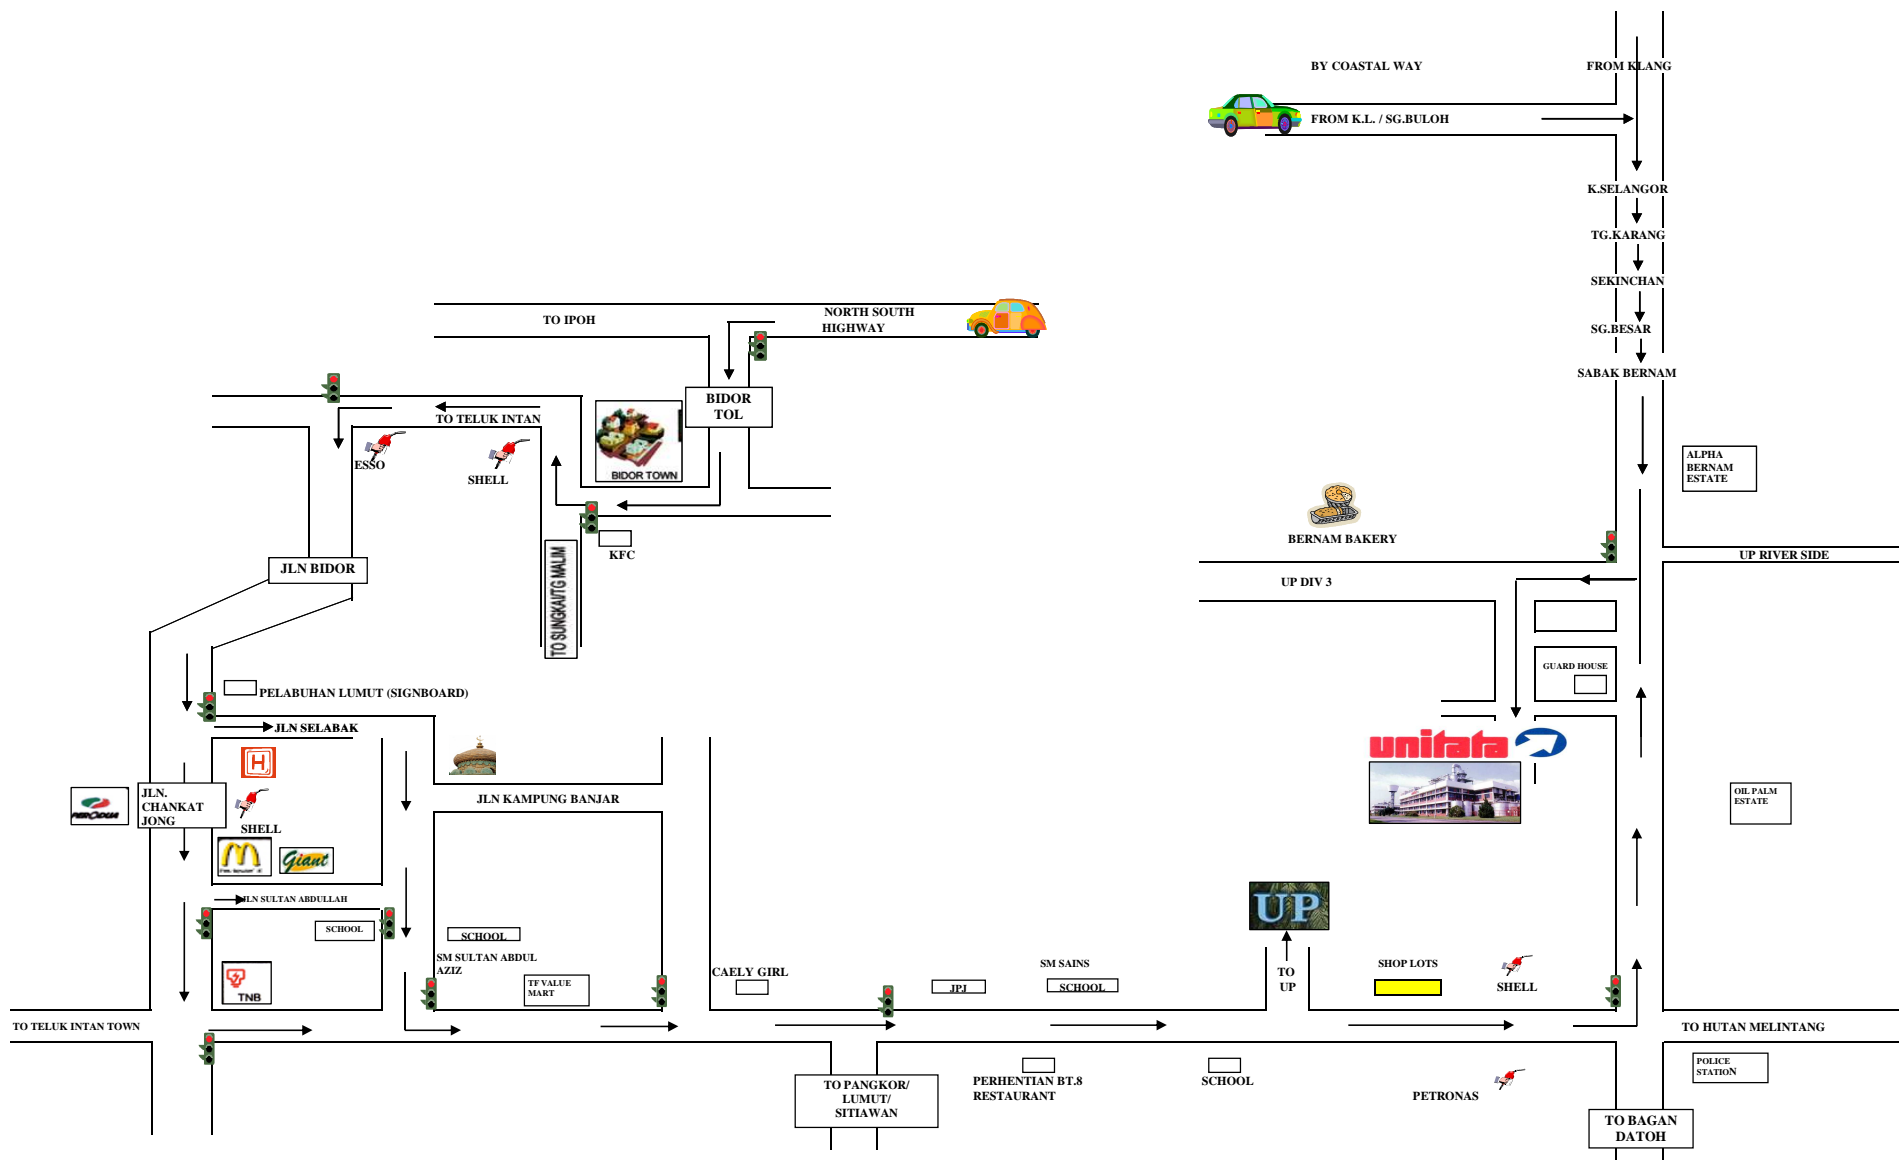 BY COASTAL WAY
FROM KLANG
FROM K.L. / SG.BULOH
K.SELANGOR
TG.KARANG
SEKINCHAN
SG.BESAR
SABAK BERNAM
TO IPOH
NORTH SOUTH
HIGHWAY
BIDOR
TOL
TO TELUK INTAN
ESSO
SHELL
BIDOR TOWN
KFC
TO SUNGKAI/TG MALIM
JLN BIDOR
ALPHA
BERNAM
ESTATE
BERNAM BAKERY
UP RIVER SIDE
UP DIV 3
GUARD HOUSE
PELABUHAN LUMUT (SIGNBOARD)
JLN SELABAK
H
JLN.
CHANKAT
JONG
PERODUA
SHELL
JLN KAMPUNG BANJAR
unitata
OIL PALM
ESTATE
Giant
JLN SULTAN ABDULLAH
SCHOOL
SCHOOL
SM SULTAN ABDUL
AZIZ
TNB
TF VALUE
MART
CAELY GIRL
JPJ
SM SAINS
SCHOOL
UP
TO
UP
SHOP LOTS
SHELL
TO TELUK INTAN TOWN
TO HUTAN MELINTANG
TO PANGKOR/
LUMUT/
SITIAWAN
PERHENTIAN BT.8
RESTAURANT
SCHOOL
PETRONAS
POLICE
STATION
TO BAGAN
DATOH